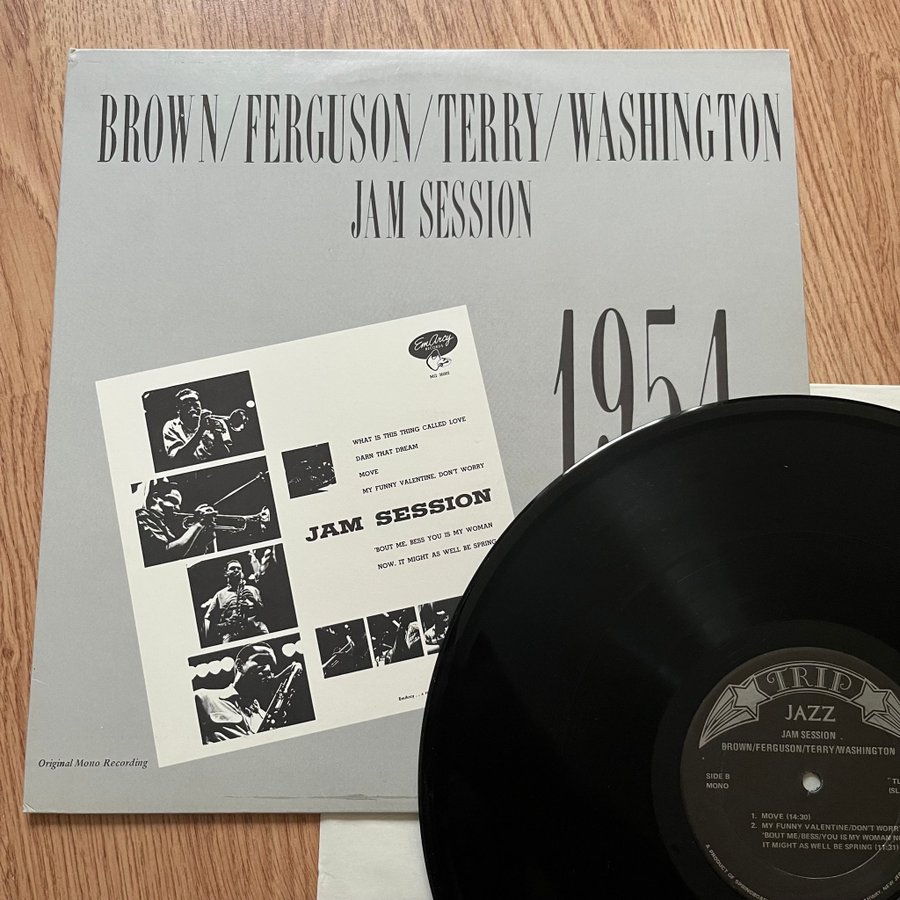 BROWN/FERGUSON/TERRY/WASHINGTON
JAM SESSION
1954
EmArcy
RECORDS
WHAT IS THIS THING CALLED LOVE
DARN THAT DREAM
MOVE
MY FUNNY VALENTINE, DON'T WORRY
JAM SESSION
'BOUT ME, BESS YOU IS MY WOMAN
NOW, IT MIGHT AS WELL BE SPRING
Original Mono Recording
TRIP
JAZZ
JAM SESSION
BROWN/FERGUSON/TERRY/WASHINGTON
SIDE B
MONO
1. MOVE (14:30)
2. MY FUNNY VALENTINE/DON'T WORRY
'BOUT ME/BESS/YOU IS MY WOMAN
IT MIGHT AS WELL BE SPRING (11:31)
A PRODUCT OF